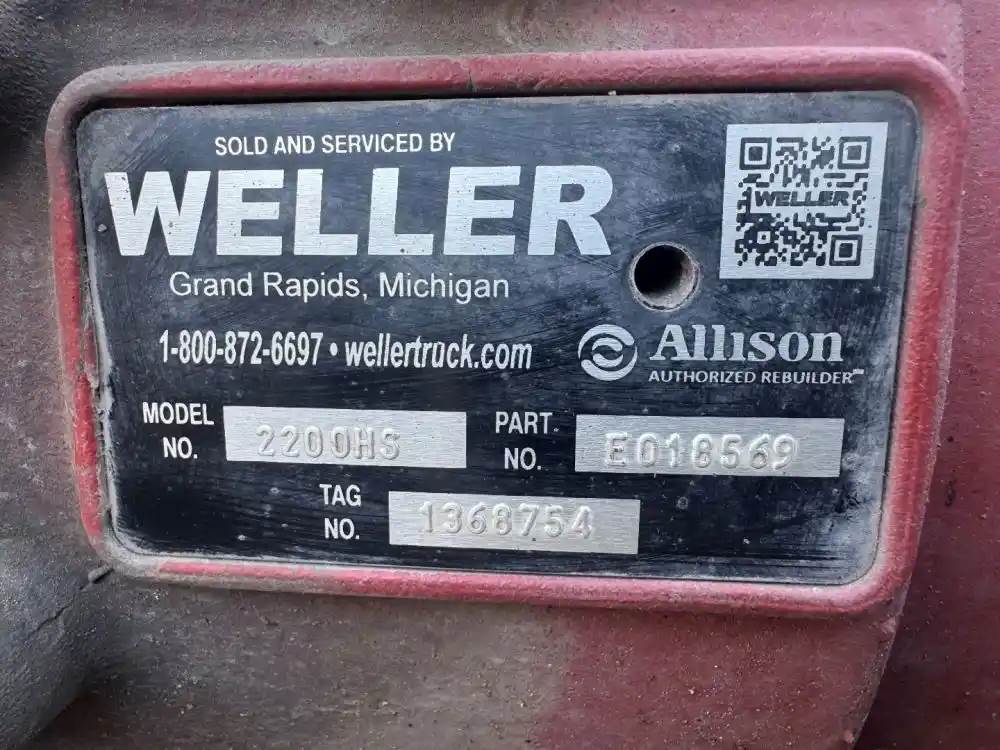 SOLD AND SERVICED BY
WELLER
WELLER
Grand Rapids, Michigan
1-800-872-6697 • wellertruck.com
Allison
AUTHORIZED REBUILDER™
MODEL NO. 2200HS
PART NO. E018569
TAG NO. 1368754